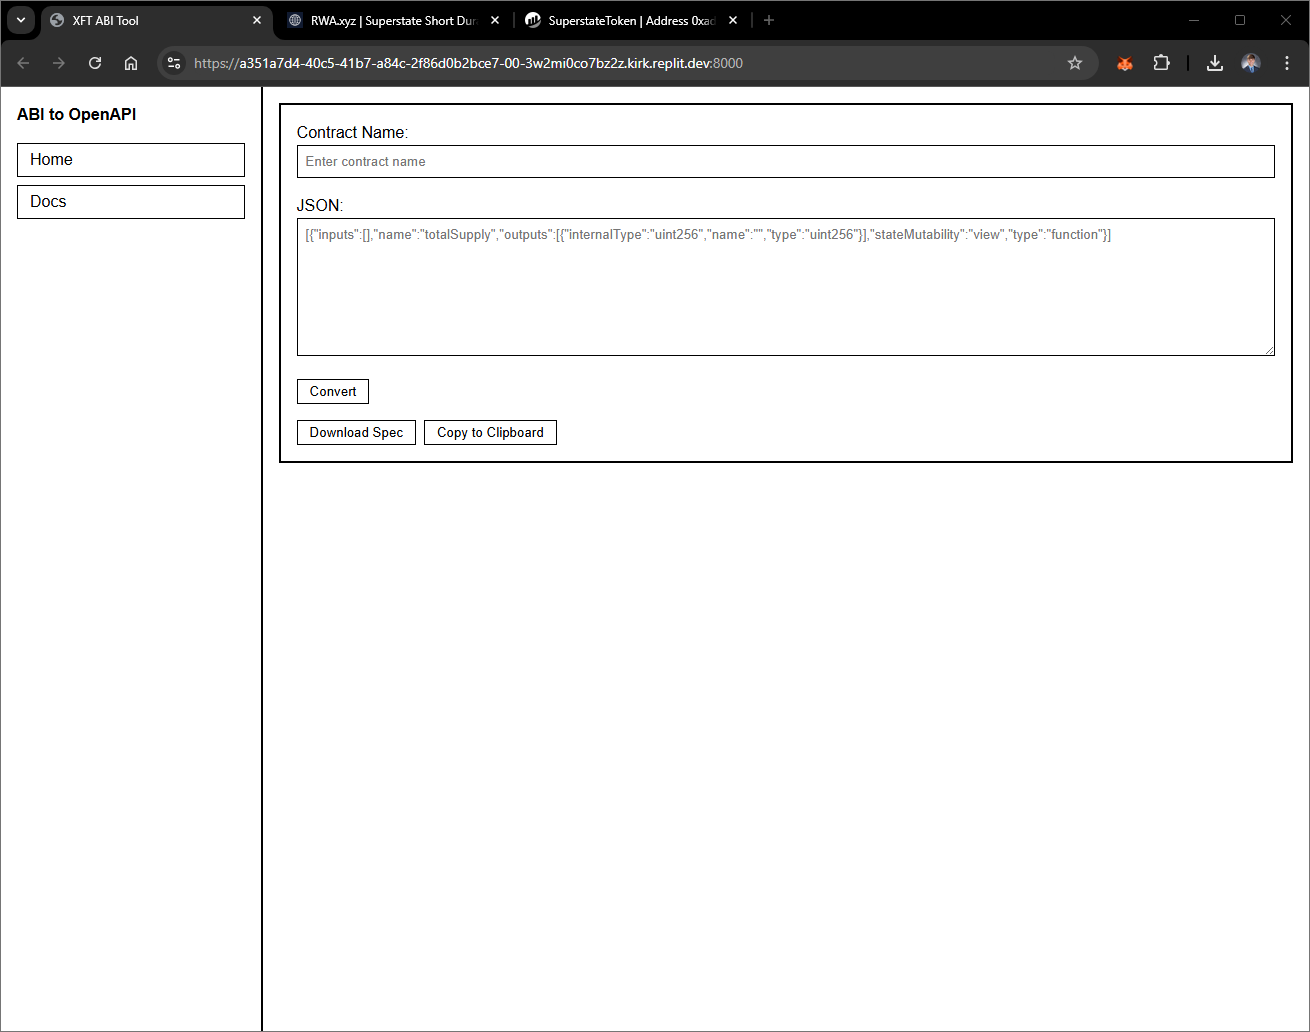 XFT ABI Tool
RWA.xyz | Superstate Short Dur
SuperstateToken | Address 0xad
https://a351a7d4-40c5-41b7-a84c-2f86d0b2bce7-00-3w2mi0co7bz2z.kirk.replit.dev:8000
ABI to OpenAPI
Home
Docs
Contract Name:
Enter contract name
JSON:
[{"inputs":[],"name":"totalSupply","outputs":[{"internalType":"uint256","name":"","type":"uint256"}],"stateMutability":"view","type":"function"}]
Convert
Download Spec
Copy to Clipboard